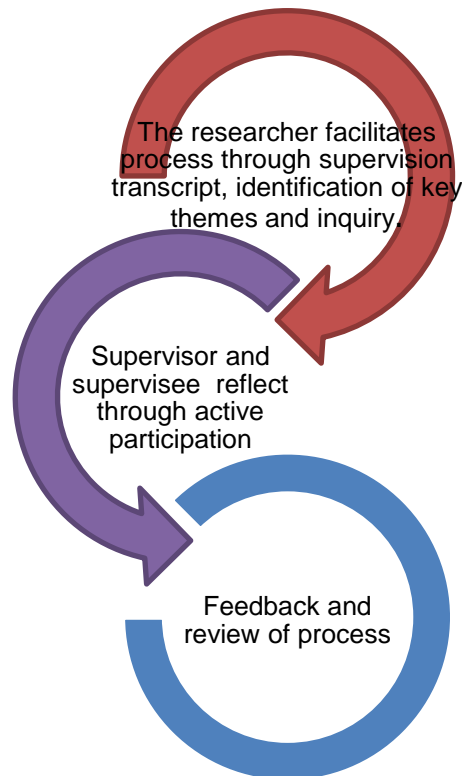 The researcher facilitates
process through supervision
transcript, identification of key
themes and inquiry.
Supervisor and
supervisee  reflect
through active
participation
Feedback and
review of process